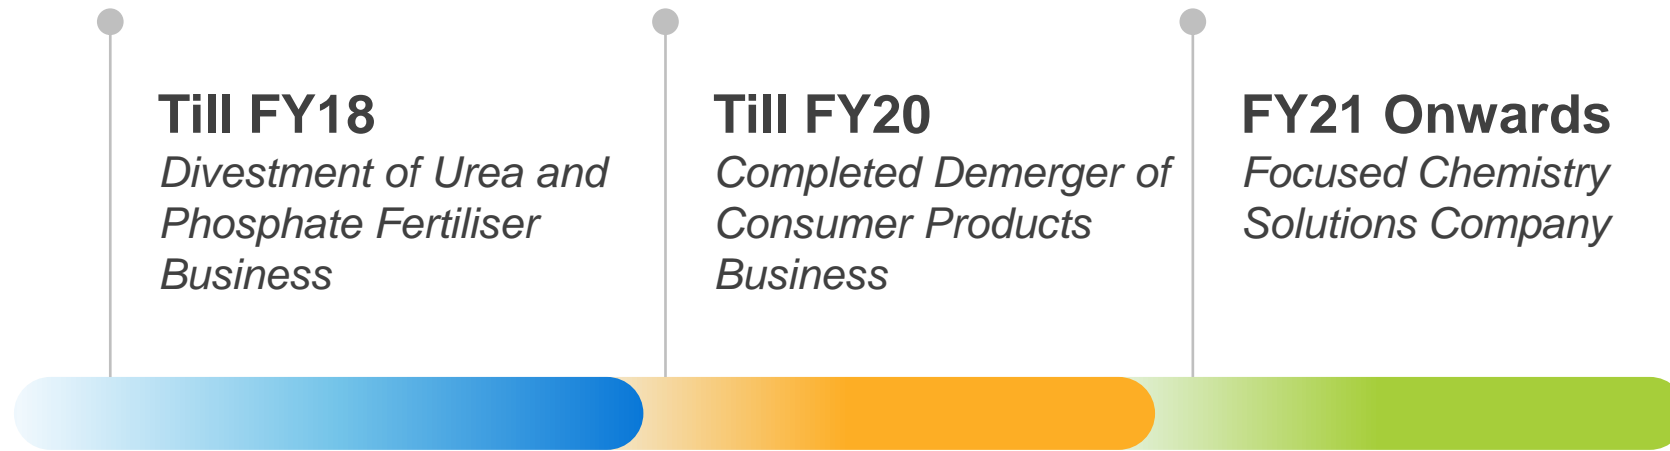 Till FY18
Divestment of Urea and
Phosphate Fertiliser
Business
Till FY20
Completed Demerger of
Consumer Products
Business
FY21 Onwards
Focused Chemistry
Solutions Company